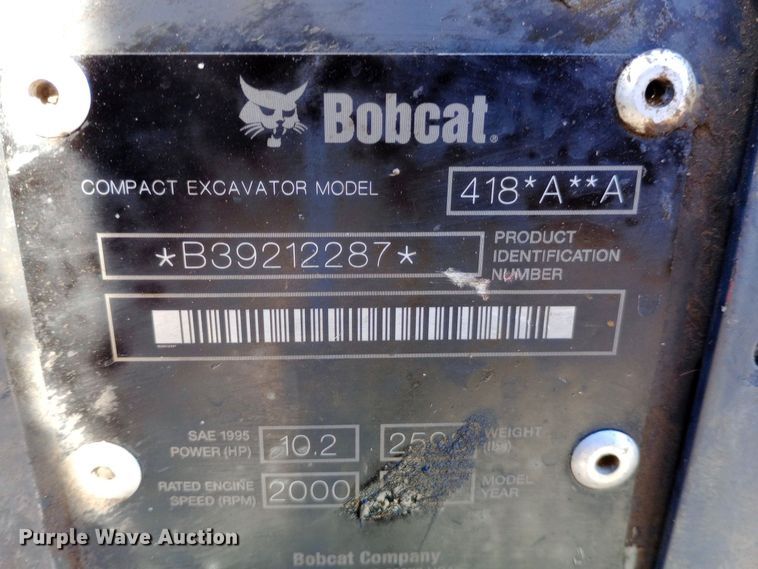 Bobcat®
COMPACT EXCAVATOR MODEL 418*A**A
*B39212287* PRODUCT IDENTIFICATION NUMBER
SAE 1995 POWER (HP) 10.2 WEIGHT
RATED ENGINE SPEED (RPM) 2000 MODEL YEAR
Bobcat Company
Purple Wave Auction